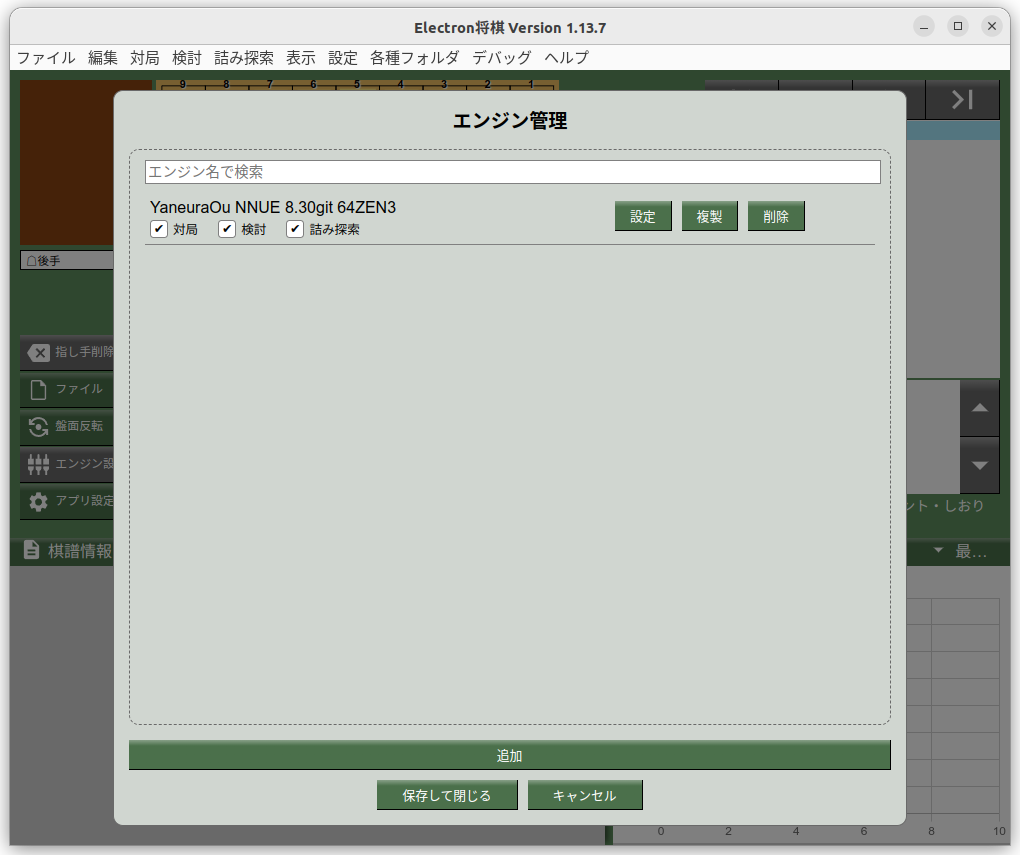 Electron将棋 Version 1.13.7
ファイル 編集 対局 検討 詰み探索 表示 設定 各種フォルダ デバッグ ヘルプ
9 8 7 6 5 4 3 2 1
エンジン管理
エンジン名で検索
YaneuraOu NNUE 8.30git 64ZEN3
対局 検討 詰み探索
設定 複製 削除
☖後手
指し手削除
ファイル
盤面反転
エンジン設
アプリ設定
ント・しおり
棋譜情報
最...
追加
保存して閉じる キャンセル
0 2 4 6 8 10